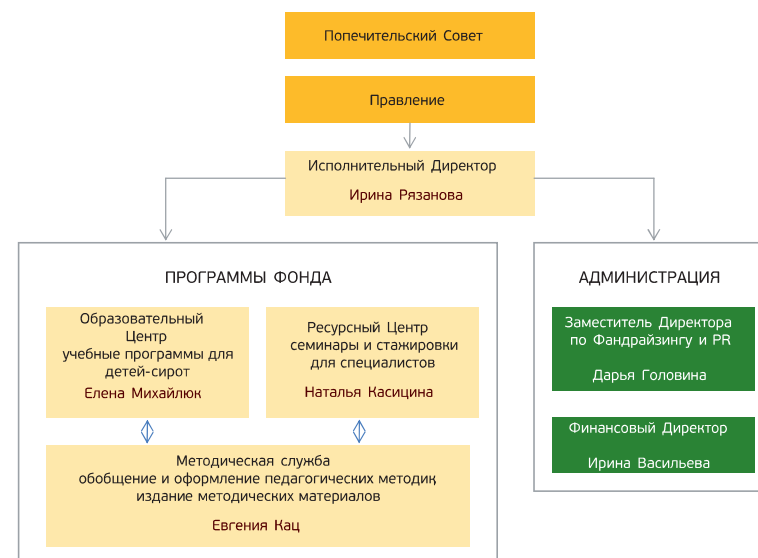 Попечительский Совет
Правление
Исполнительный Директор
Ирина Рязанова
ПРОГРАММЫ ФОНДА
Образовательный
Центр
учебные программы для
детей-сирот
Елена Михайлюк
Ресурсный Центр
семинары и стажировки
для специалистов
Наталья Касицина
Методическая служба
обобщение и оформление педагогических методик,
издание методических материалов
Евгения Кац
АДМИНИСТРАЦИЯ
Заместитель Директора
по Фандрайзингу и PR
Дарья Головина
Финансовый Директор
Ирина Васильева